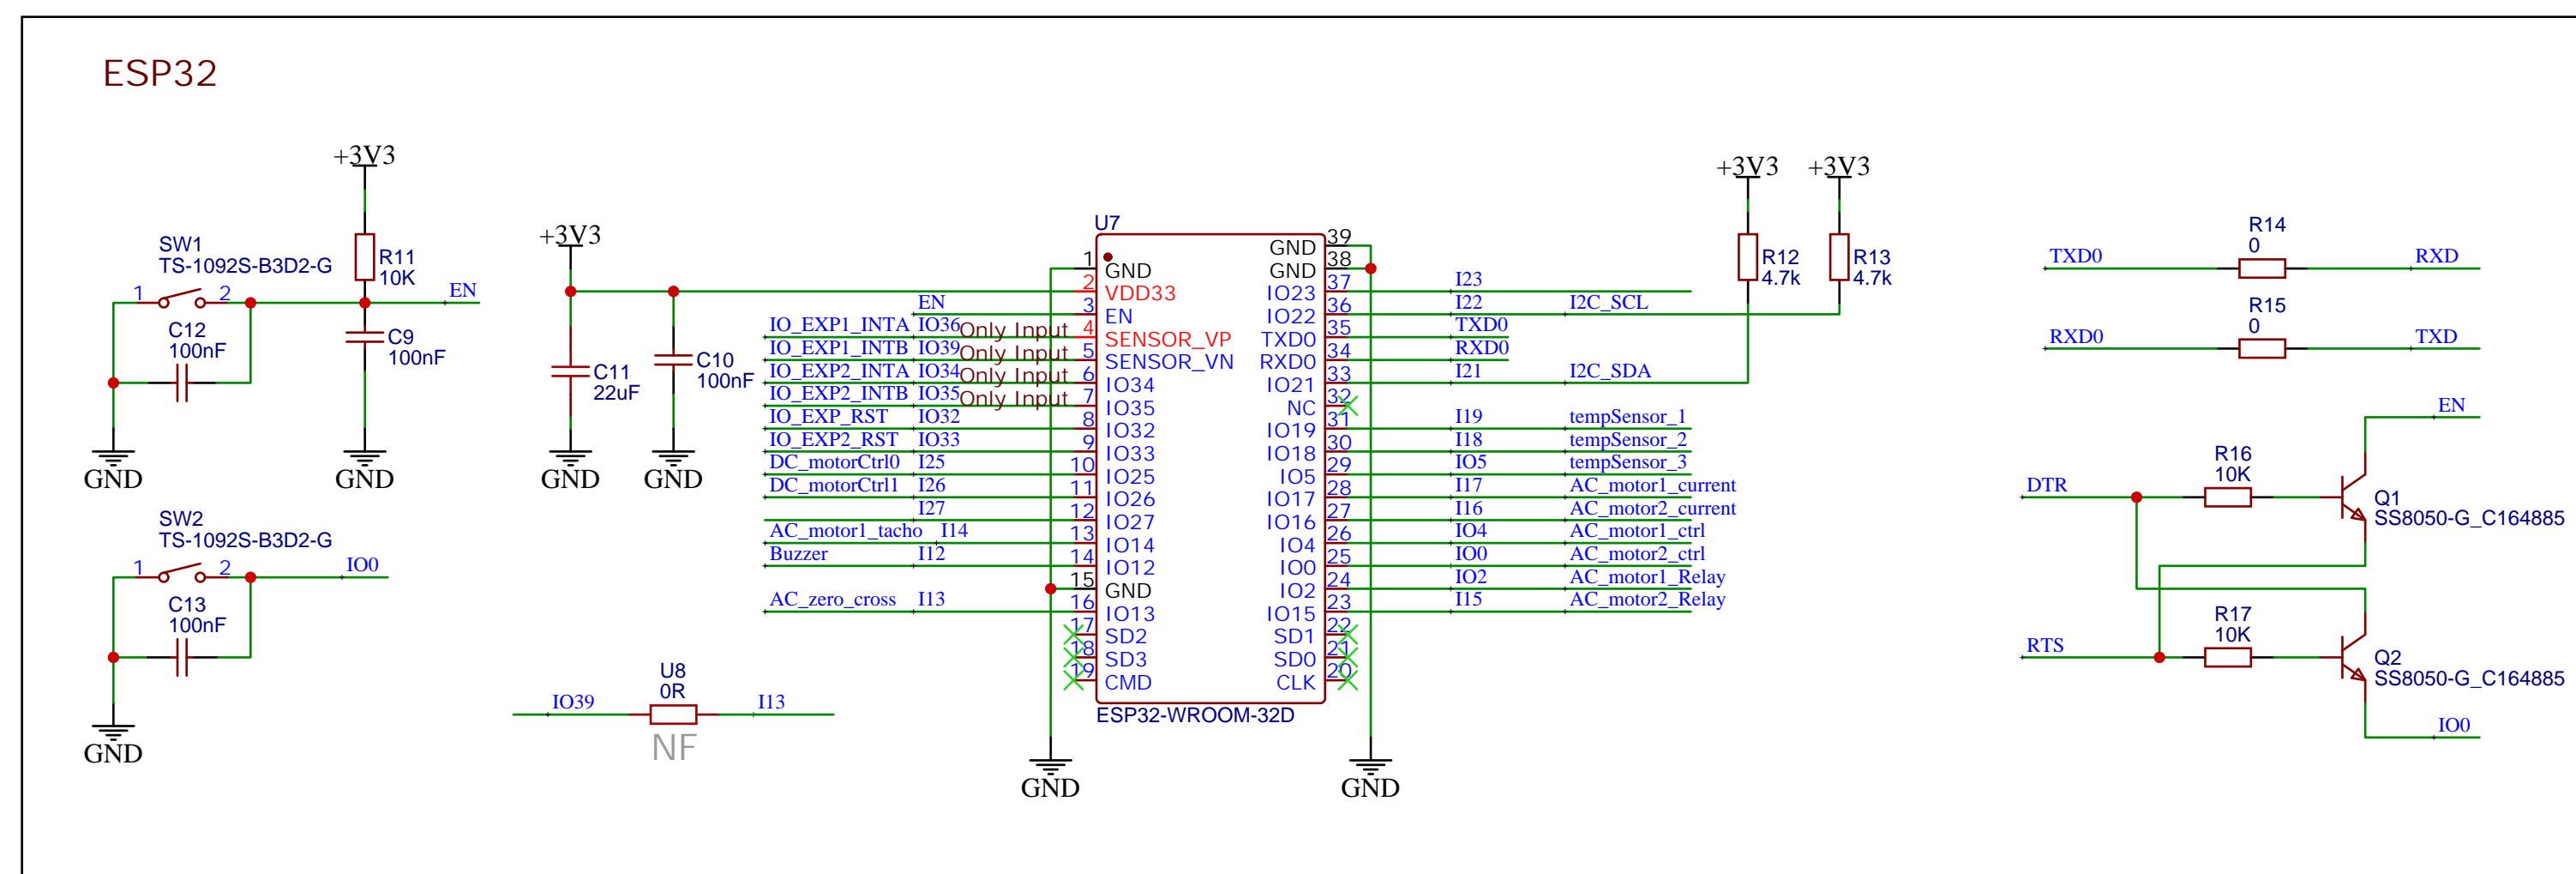 ESP32
+3V3
SW1
TS-1092S-B3D2-G
R11
10K
1 2
EN
C12
100nF
C9
100nF
GND
GND
SW2
TS-1092S-B3D2-G
1 2
IO0
C13
100nF
GND
+3V3
C11
22uF
C10
100nF
GND
GND
IO39
U8
0R
I13
NF
U7
1 GND
2 VDD33
EN 3 EN
IO_EXP1_INTA IO36 Only Input 4 SENSOR_VP
IO_EXP1_INTB IO39 Only Input 5 SENSOR_VN
IO_EXP2_INTA IO34 Only Input 6 IO34
IO_EXP2_INTB IO35 Only Input 7 IO35
IO_EXP_RST IO32 8 IO32
IO_EXP2_RST IO33 9 IO33
DC_motorCtrl0 I25 10 IO25
DC_motorCtrl1 I26 11 IO26
I27 12 IO27
AC_motor1_tacho I14 13 IO14
Buzzer I12 14 IO12
15 GND
AC_zero_cross I13 16 IO13
17 SD2
18 SD3
19 CMD
GND 39
GND 38
IO23 37 I23
IO22 36 I22 I2C_SCL
TXD0 35 TXD0
RXD0 34 RXD0
IO21 33 I21 I2C_SDA
NC 32
IO19 31 I19 tempSensor_1
IO18 30 I18 tempSensor_2
IO5 29 IO5 tempSensor_3
IO17 28 I17 AC_motor1_current
IO16 27 I16 AC_motor2_current
IO4 26 IO4 AC_motor1_ctrl
IO0 25 IO0 AC_motor2_ctrl
IO2 24 IO2 AC_motor1_Relay
IO15 23 I15 AC_motor2_Relay
SD1 22
SD0 21
CLK 20
ESP32-WROOM-32D
GND
GND
+3V3 +3V3
R12
4.7k
R13
4.7k
R14
0
TXD0 RXD
R15
0
RXD0 TXD
EN
R16
10K
DTR
Q1
SS8050-G_C164885
R17
10K
RTS
Q2
SS8050-G_C164885
IO0